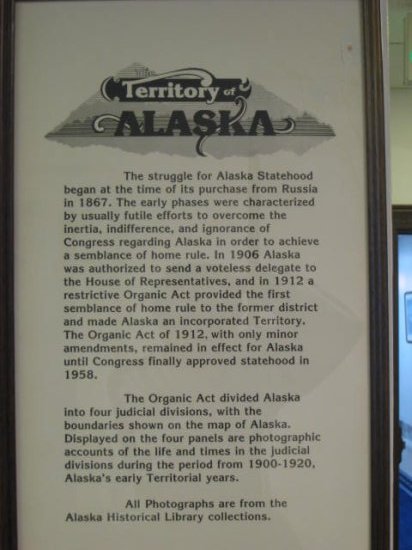 Territory of
ALASKA
The struggle for Alaska Statehood
began at the time of its purchase from Russia
in 1867. The early phases were characterized
by usually futile efforts to overcome the
inertia, indifference, and ignorance of
Congress regarding Alaska in order to achieve
a semblance of home rule. In 1906 Alaska
was authorized to send a voteless delegate to
the House of Representatives, and in 1912 a
restrictive Organic Act provided the first
semblance of home rule to the former district
and made Alaska an incorporated Territory.
The Organic Act of 1912, with only minor
amendments, remained in effect for Alaska
until Congress finally approved statehood in
1958.
The Organic Act divided Alaska
into four judicial divisions, with the
boundaries shown on the map of Alaska.
Displayed on the four panels are photographic
accounts of the life and times in the judicial
divisions during the period from 1900-1920,
Alaska's early Territorial years.
All Photographs are from the
Alaska Historical Library collections.